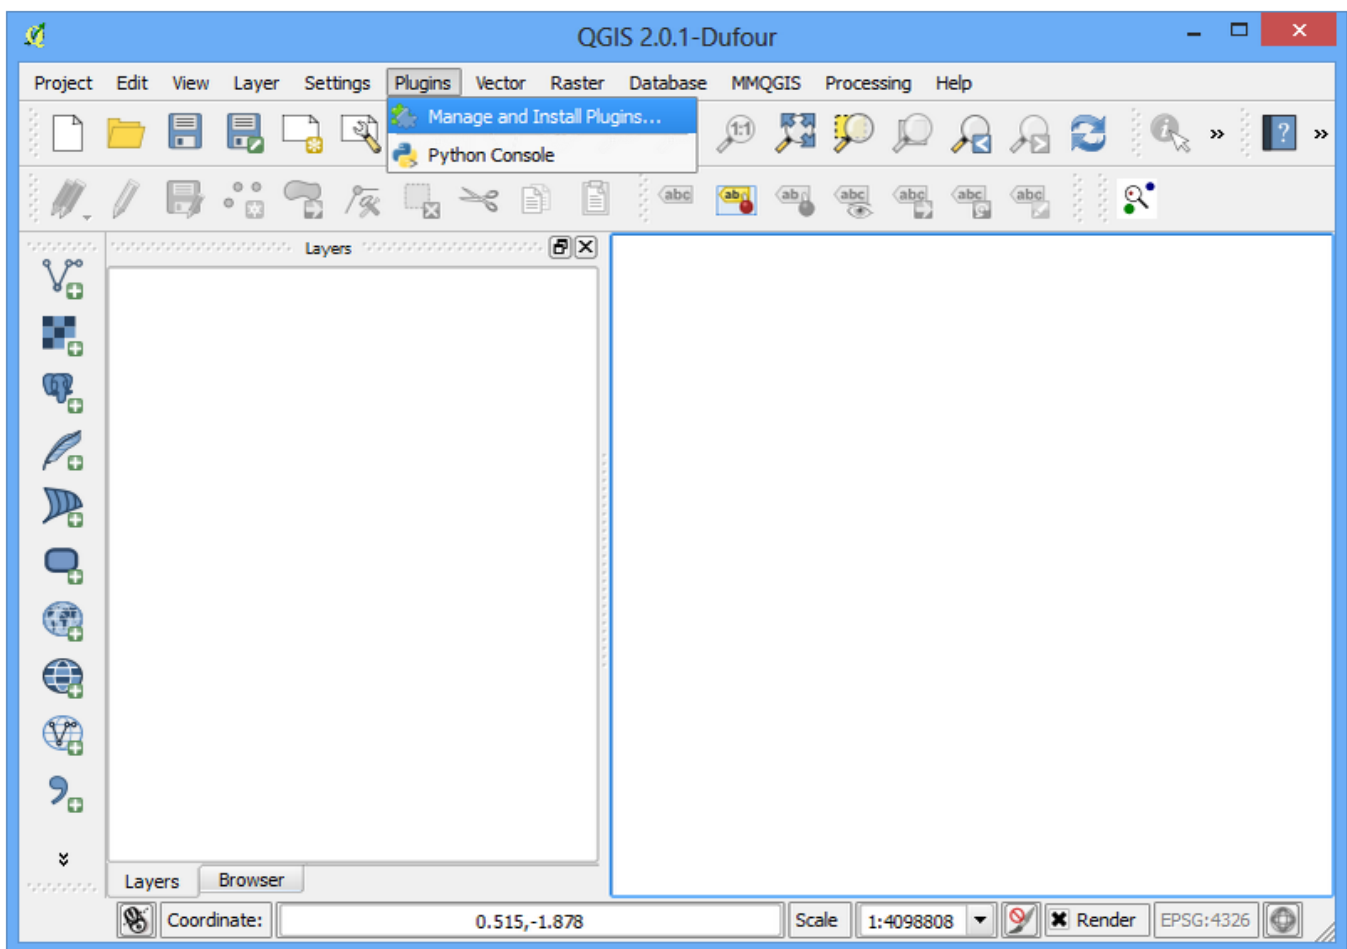 QGIS 2.0.1-Dufour
Project Edit View Layer Settings Plugins Vector Raster Database MMQGIS Processing Help
Manage and Install Plugins...
1:1
Python Console
abc ab ab abc abc abc abc
Layers
Layers Browser
Coordinate: 0.515,-1.878 Scale 1:4098808 Render EPSG:4326